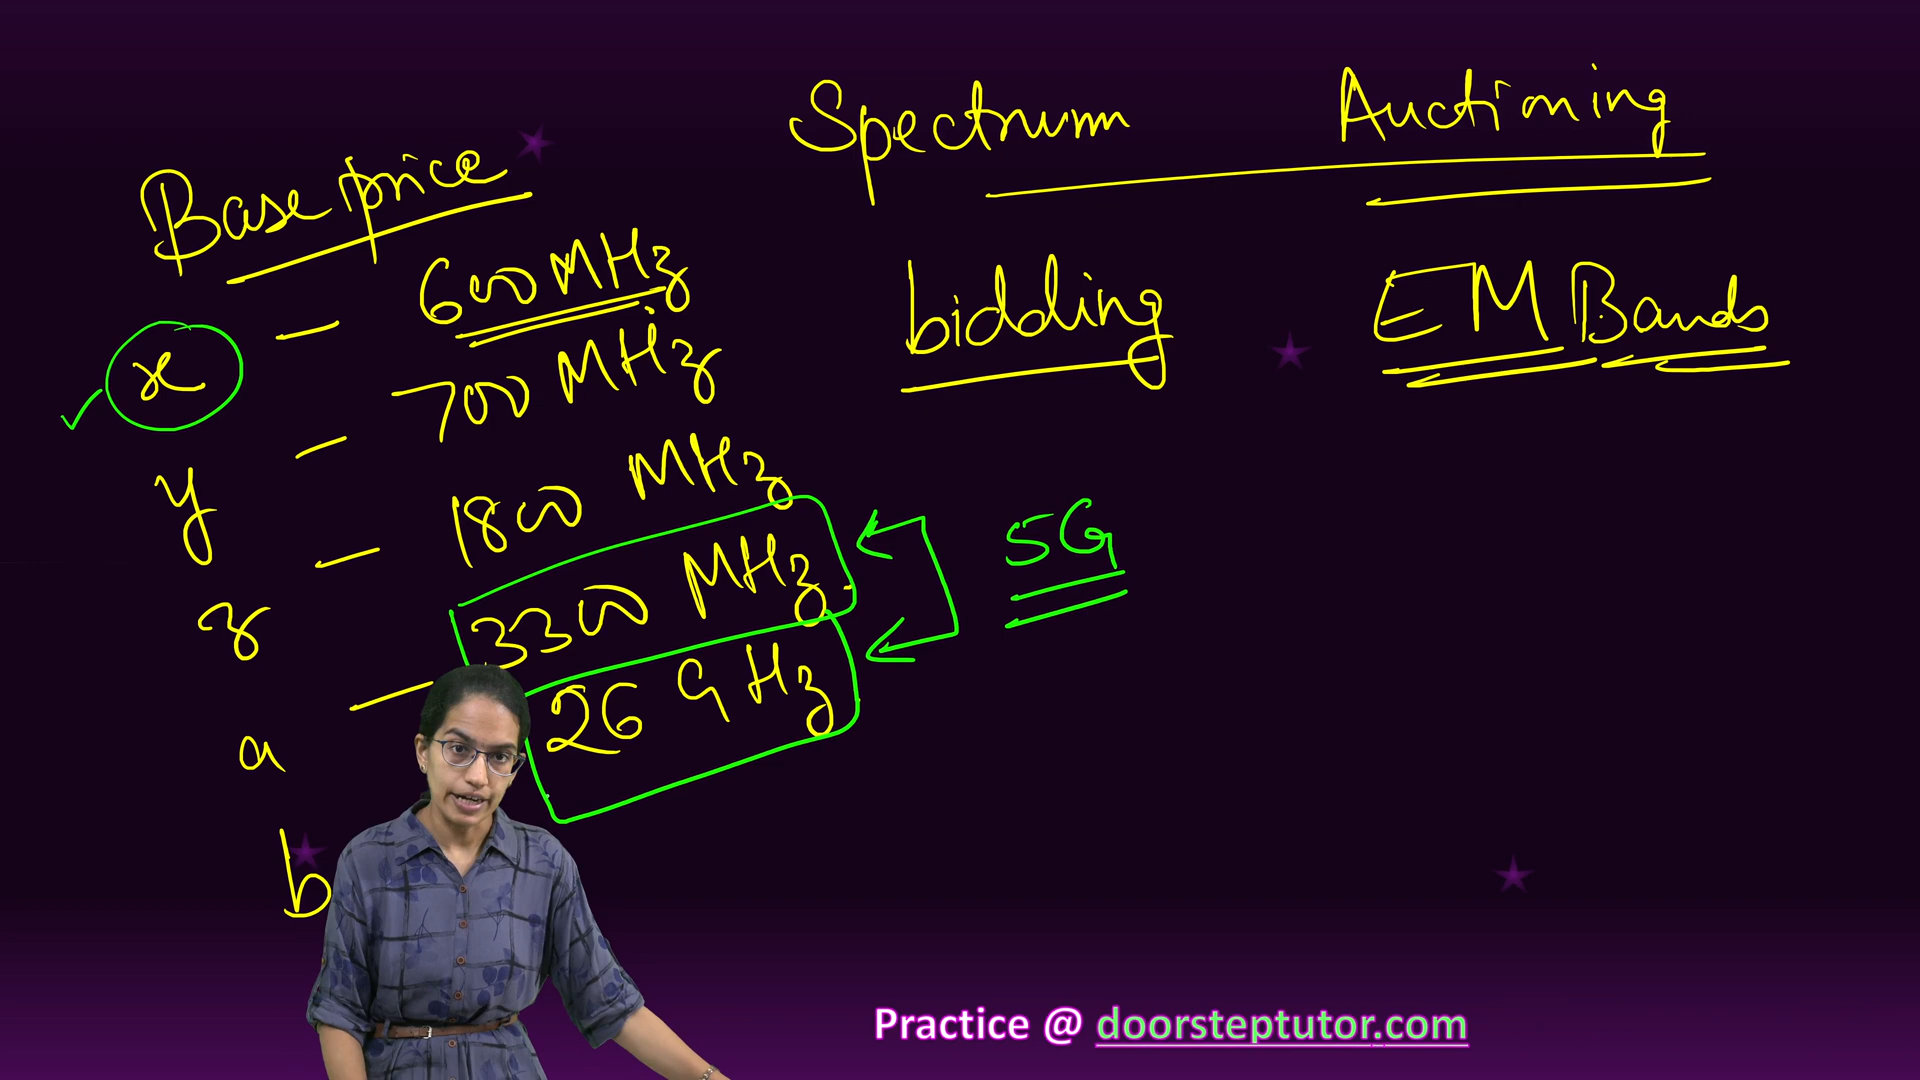 Spectrum Auctioning
Base price
bidding EM Bands
x - 600 MHz
y - 700 MHz
z - 1800 MHz
a - 3300 MHz
b 26 GHz
5G
Practice @ doorsteptutor.com